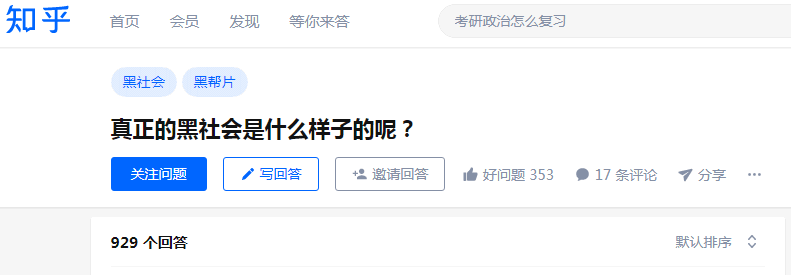 知乎 首页 会员 发现 等你来答 考研政治怎么复习
黑社会 黑帮片
真正的黑社会是什么样子的呢？
关注问题 写回答 邀请回答 好问题 353 17 条评论 分享 ...
929 个回答 默认排序